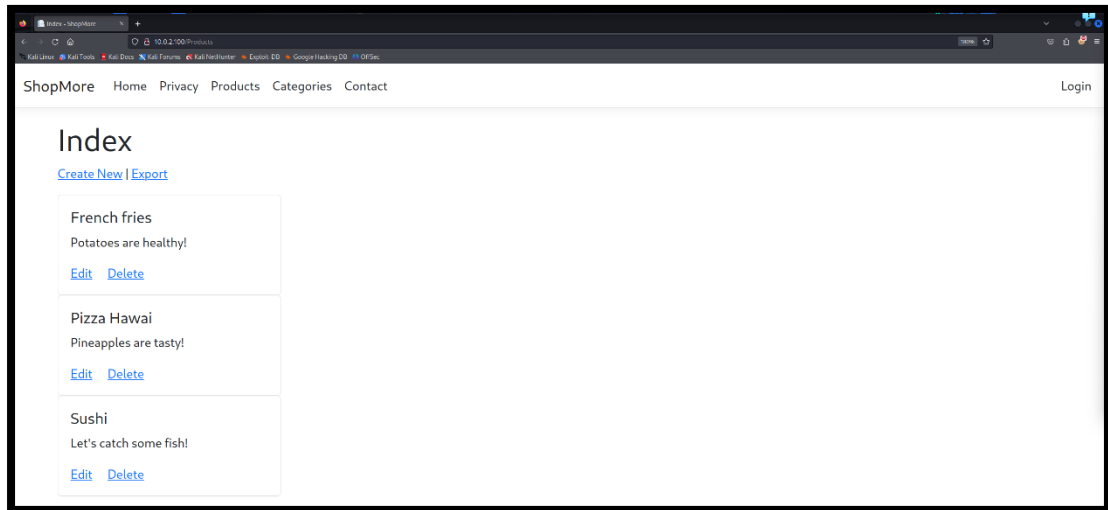 Index - ShopMore
10.0.2.100/Products
Kali Linux Kali Tools Kali Docs Kali Forums Kali NetHunter Exploit-DB Google Hacking DB OffSec
ShopMore Home Privacy Products Categories Contact Login
Index
Create New | Export
French fries
Potatoes are healthy!
Edit Delete
Pizza Hawai
Pineapples are tasty!
Edit Delete
Sushi
Let's catch some fish!
Edit Delete